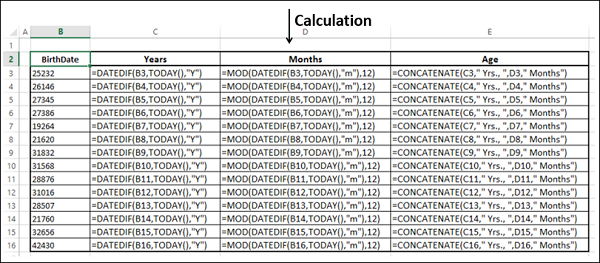 Calculation
A B C D E
1
2 BirthDate Years Months Age
3 25232 =DATEDIF(B3,TODAY(),"Y") =MOD(DATEDIF(B3,TODAY(),"m"),12) =CONCATENATE(C3," Yrs., ",D3," Months")
4 26146 =DATEDIF(B4,TODAY(),"Y") =MOD(DATEDIF(B4,TODAY(),"m"),12) =CONCATENATE(C4," Yrs., ",D4," Months")
5 27345 =DATEDIF(B5,TODAY(),"Y") =MOD(DATEDIF(B5,TODAY(),"m"),12) =CONCATENATE(C5," Yrs., ",D5," Months")
6 27386 =DATEDIF(B6,TODAY(),"Y") =MOD(DATEDIF(B6,TODAY(),"m"),12) =CONCATENATE(C6," Yrs., ",D6," Months")
7 19264 =DATEDIF(B7,TODAY(),"Y") =MOD(DATEDIF(B7,TODAY(),"m"),12) =CONCATENATE(C7," Yrs., ",D7," Months")
8 21620 =DATEDIF(B8,TODAY(),"Y") =MOD(DATEDIF(B8,TODAY(),"m"),12) =CONCATENATE(C8," Yrs., ",D8," Months")
9 31832 =DATEDIF(B9,TODAY(),"Y") =MOD(DATEDIF(B9,TODAY(),"m"),12) =CONCATENATE(C9," Yrs., ",D9," Months")
10 31568 =DATEDIF(B10,TODAY(),"Y") =MOD(DATEDIF(B10,TODAY(),"m"),12) =CONCATENATE(C10," Yrs., ",D10," Months")
11 28876 =DATEDIF(B11,TODAY(),"Y") =MOD(DATEDIF(B11,TODAY(),"m"),12) =CONCATENATE(C11," Yrs., ",D11," Months")
12 31016 =DATEDIF(B12,TODAY(),"Y") =MOD(DATEDIF(B12,TODAY(),"m"),12) =CONCATENATE(C12," Yrs., ",D12," Months")
13 28507 =DATEDIF(B13,TODAY(),"Y") =MOD(DATEDIF(B13,TODAY(),"m"),12) =CONCATENATE(C13," Yrs., ",D13," Months")
14 21760 =DATEDIF(B14,TODAY(),"Y") =MOD(DATEDIF(B14,TODAY(),"m"),12) =CONCATENATE(C14," Yrs., ",D14," Months")
15 32656 =DATEDIF(B15,TODAY(),"Y") =MOD(DATEDIF(B15,TODAY(),"m"),12) =CONCATENATE(C15," Yrs., ",D15," Months")
16 42430 =DATEDIF(B16,TODAY(),"Y") =MOD(DATEDIF(B16,TODAY(),"m"),12) =CONCATENATE(C16," Yrs., ",D16," Months")